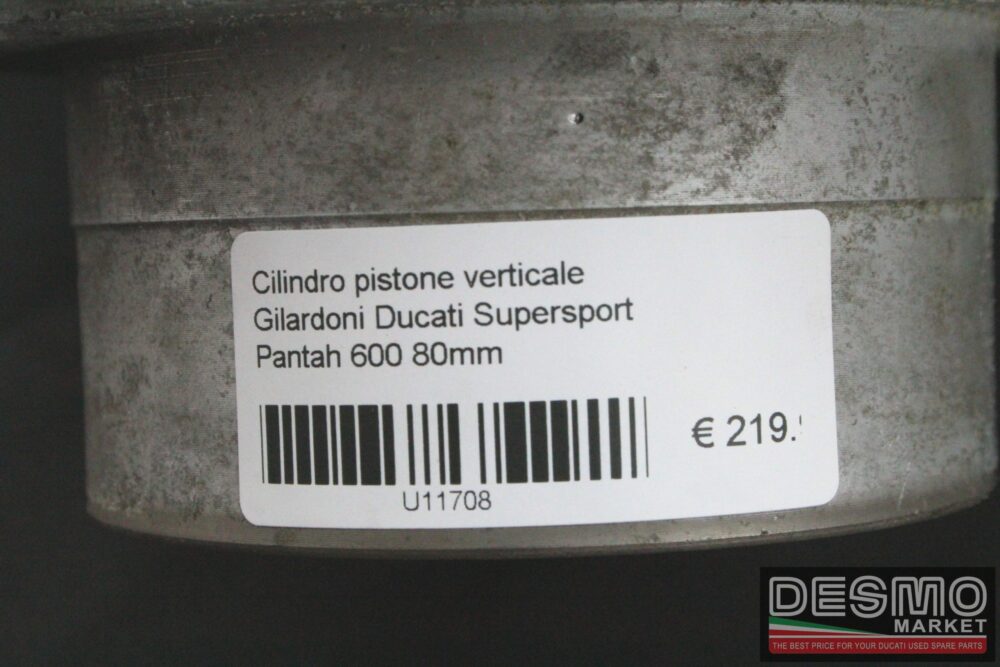 Cilindro pistone verticale
Gilardoni Ducati Supersport
Pantah 600 80mm
€ 219.
U11708
DESMO
MARKET
THE BEST PRICE FOR YOUR DUCATI USED SPARE PARTS